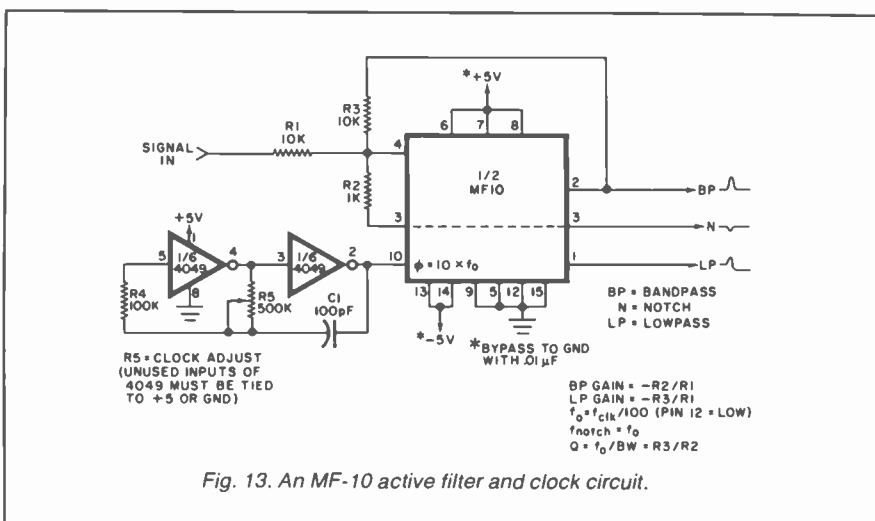 *+5V
R3
10K
6 7 8
R1
10K
SIGNAL
IN
4
1/2
MF10
2
BP
R2
1K
3
3
N
+5V
1
5
1/6
4049
4
3
1/6
4049
2
10
ϕ = 10 × fo
1
LP
8
R4
100K
R5
500K
C1
100pF
13 14 9 5 12 15
BP = BANDPASS
N = NOTCH
LP = LOWPASS
*-5V
*BYPASS TO GND
WITH .01µF
R5 = CLOCK ADJUST
(UNUSED INPUTS OF
4049 MUST BE TIED
TO +5 OR GND)
BP GAIN = -R2/R1
LP GAIN = -R3/R1
fo = fclk/100 (PIN 12 = LOW)
fnotch = fo
Q = fo/BW = R3/R2
Fig. 13. An MF-10 active filter and clock circuit.